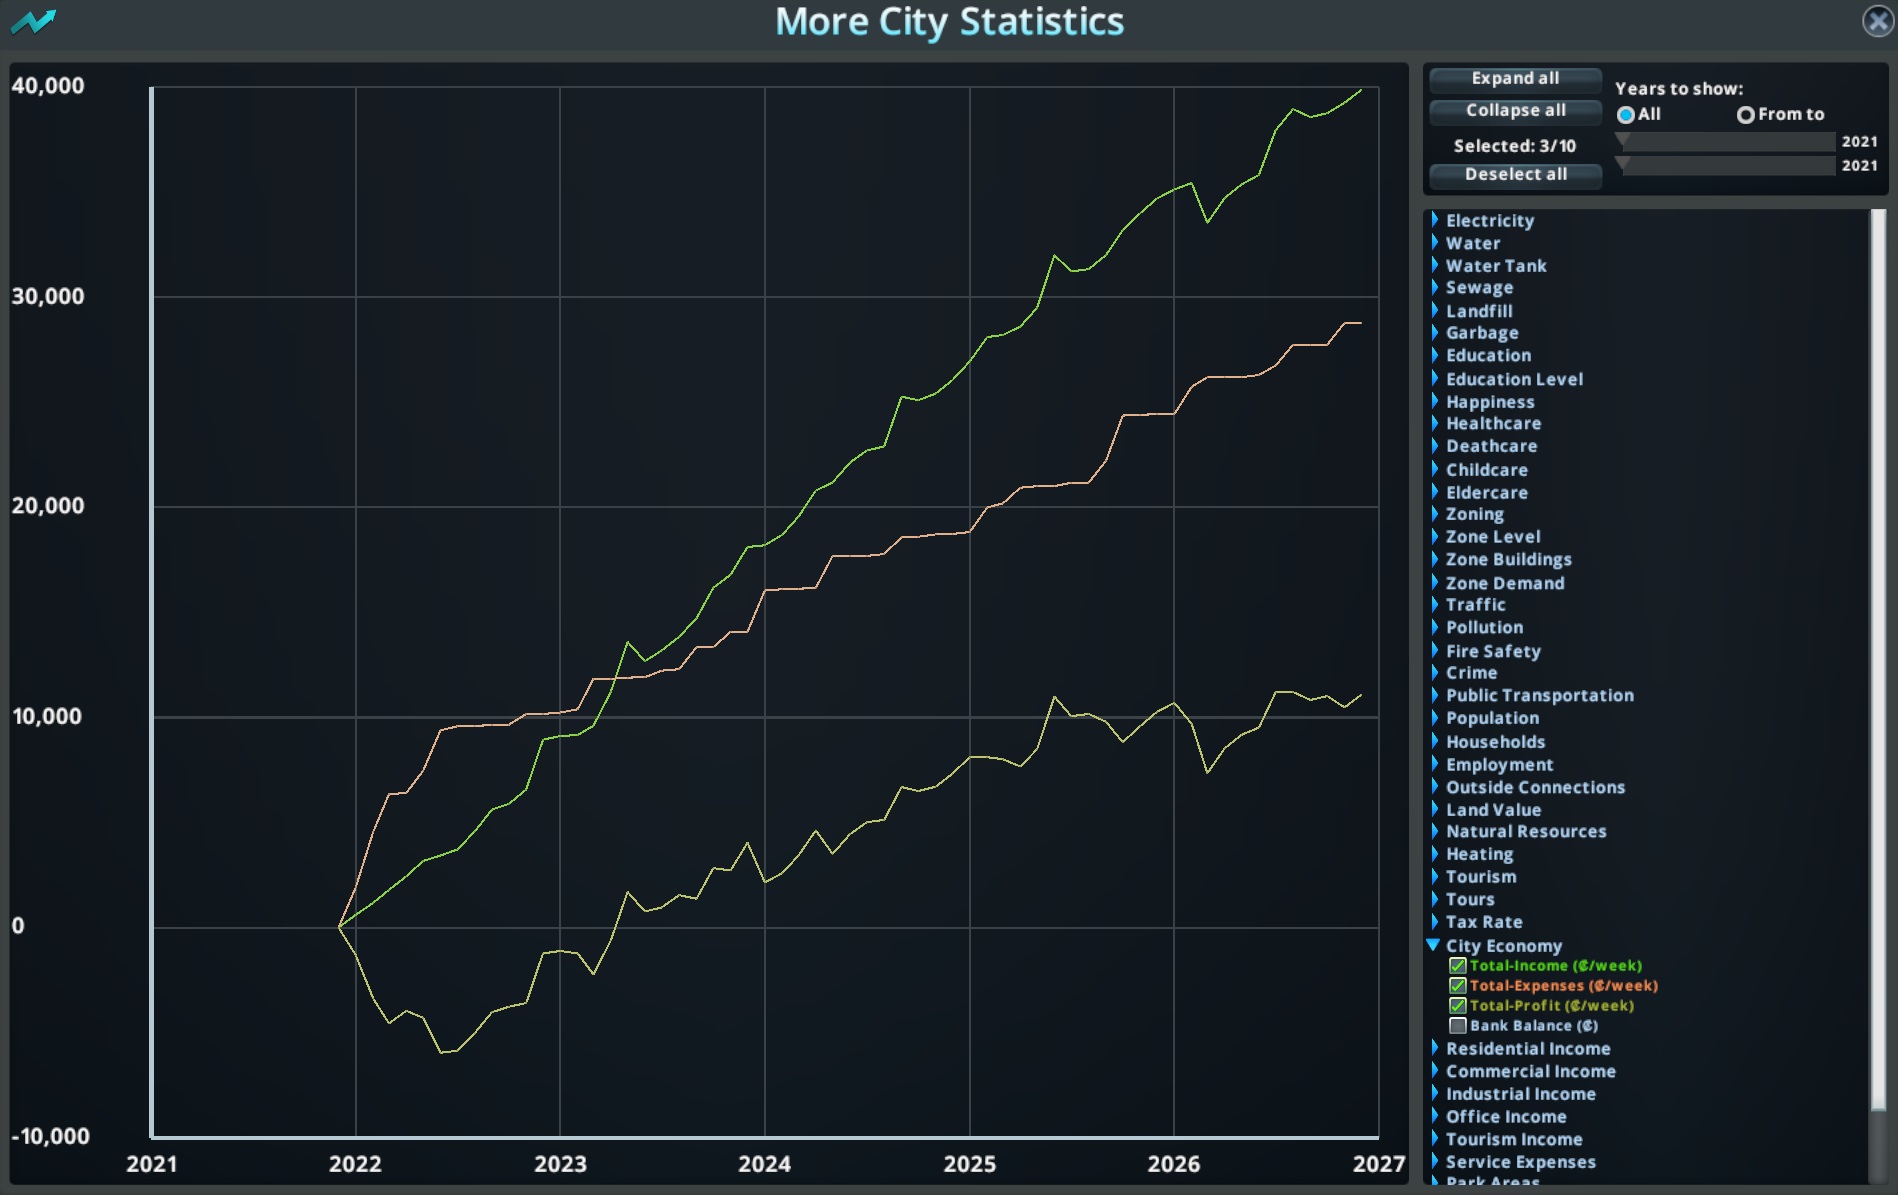 More City Statistics
40,000
30,000
20,000
10,000
0
-10,000
2021 2022 2023 2024 2025 2026 2027
Expand all
Collapse all
Selected: 3/10
Deselect all
Years to show:
All From to
2021
2021
Electricity
Water
Water Tank
Sewage
Landfill
Garbage
Education
Education Level
Happiness
Healthcare
Deathcare
Childcare
Eldercare
Zoning
Zone Level
Zone Buildings
Zone Demand
Traffic
Pollution
Fire Safety
Crime
Public Transportation
Population
Households
Employment
Outside Connections
Land Value
Natural Resources
Heating
Tourism
Tours
Tax Rate
City Economy
Total-Income (₡/week)
Total-Expenses (₡/week)
Total-Profit (₡/week)
Bank Balance (₡)
Residential Income
Commercial Income
Industrial Income
Office Income
Tourism Income
Service Expenses
Park Areas